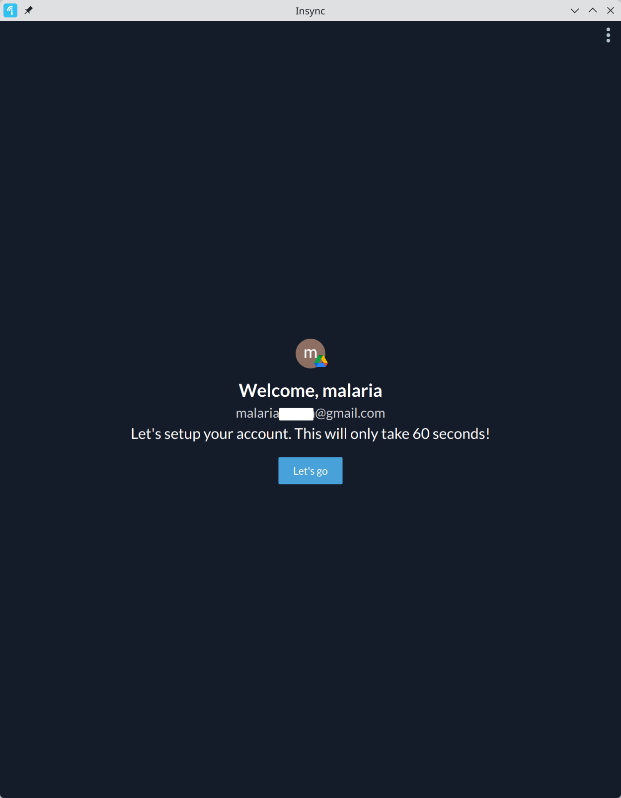 Insync
m
Welcome, malaria
malaria @gmail.com
Let's setup your account. This will only take 60 seconds!
Let's go